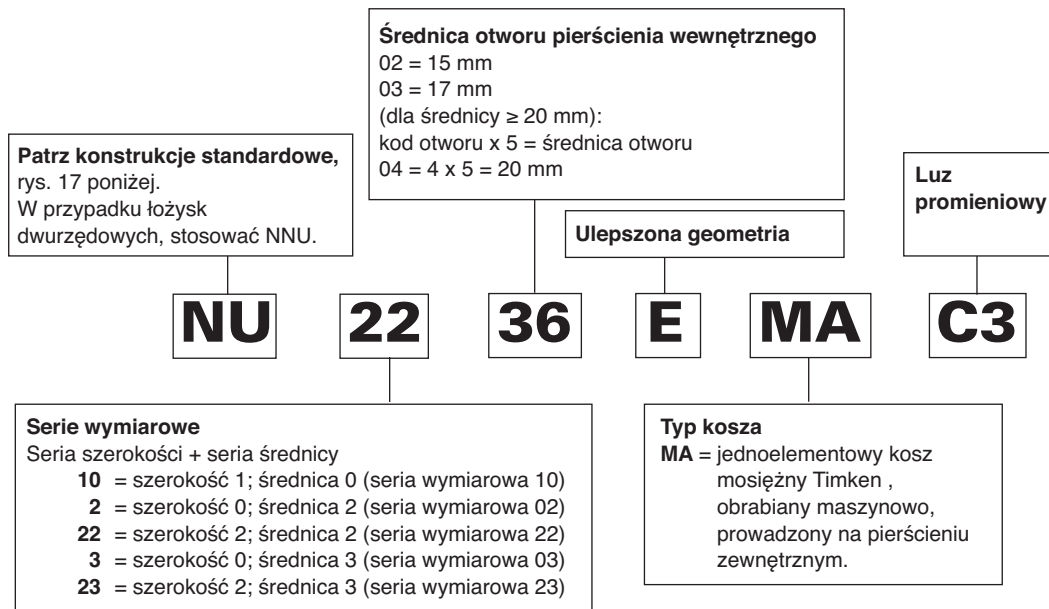 Średnica otworu pierścienia wewnętrznego
02 = 15 mm
03 = 17 mm
(dla średnicy ≥ 20 mm):
kod otworu x 5 = średnica otworu
04 = 4 x 5 = 20 mm
Patrz konstrukcje standardowe,
rys. 17 poniżej.
W przypadku łożysk
dwurzędowych, stosować NNU.
Luz
promieniowy
Ulepszona geometria
NU 22 36 E MA C3
Serie wymiarowe
Seria szerokości + seria średnicy
10 = szerokość 1; średnica 0 (seria wymiarowa 10)
2 = szerokość 0; średnica 2 (seria wymiarowa 02)
22 = szerokość 2; średnica 2 (seria wymiarowa 22)
3 = szerokość 0; średnica 3 (seria wymiarowa 03)
23 = szerokość 2; średnica 3 (seria wymiarowa 23)
Typ kosza
MA = jednoelementowy kosz
mosiężny Timken ,
obrabiany maszynowo,
prowadzony na pierścieniu
zewnętrznym.